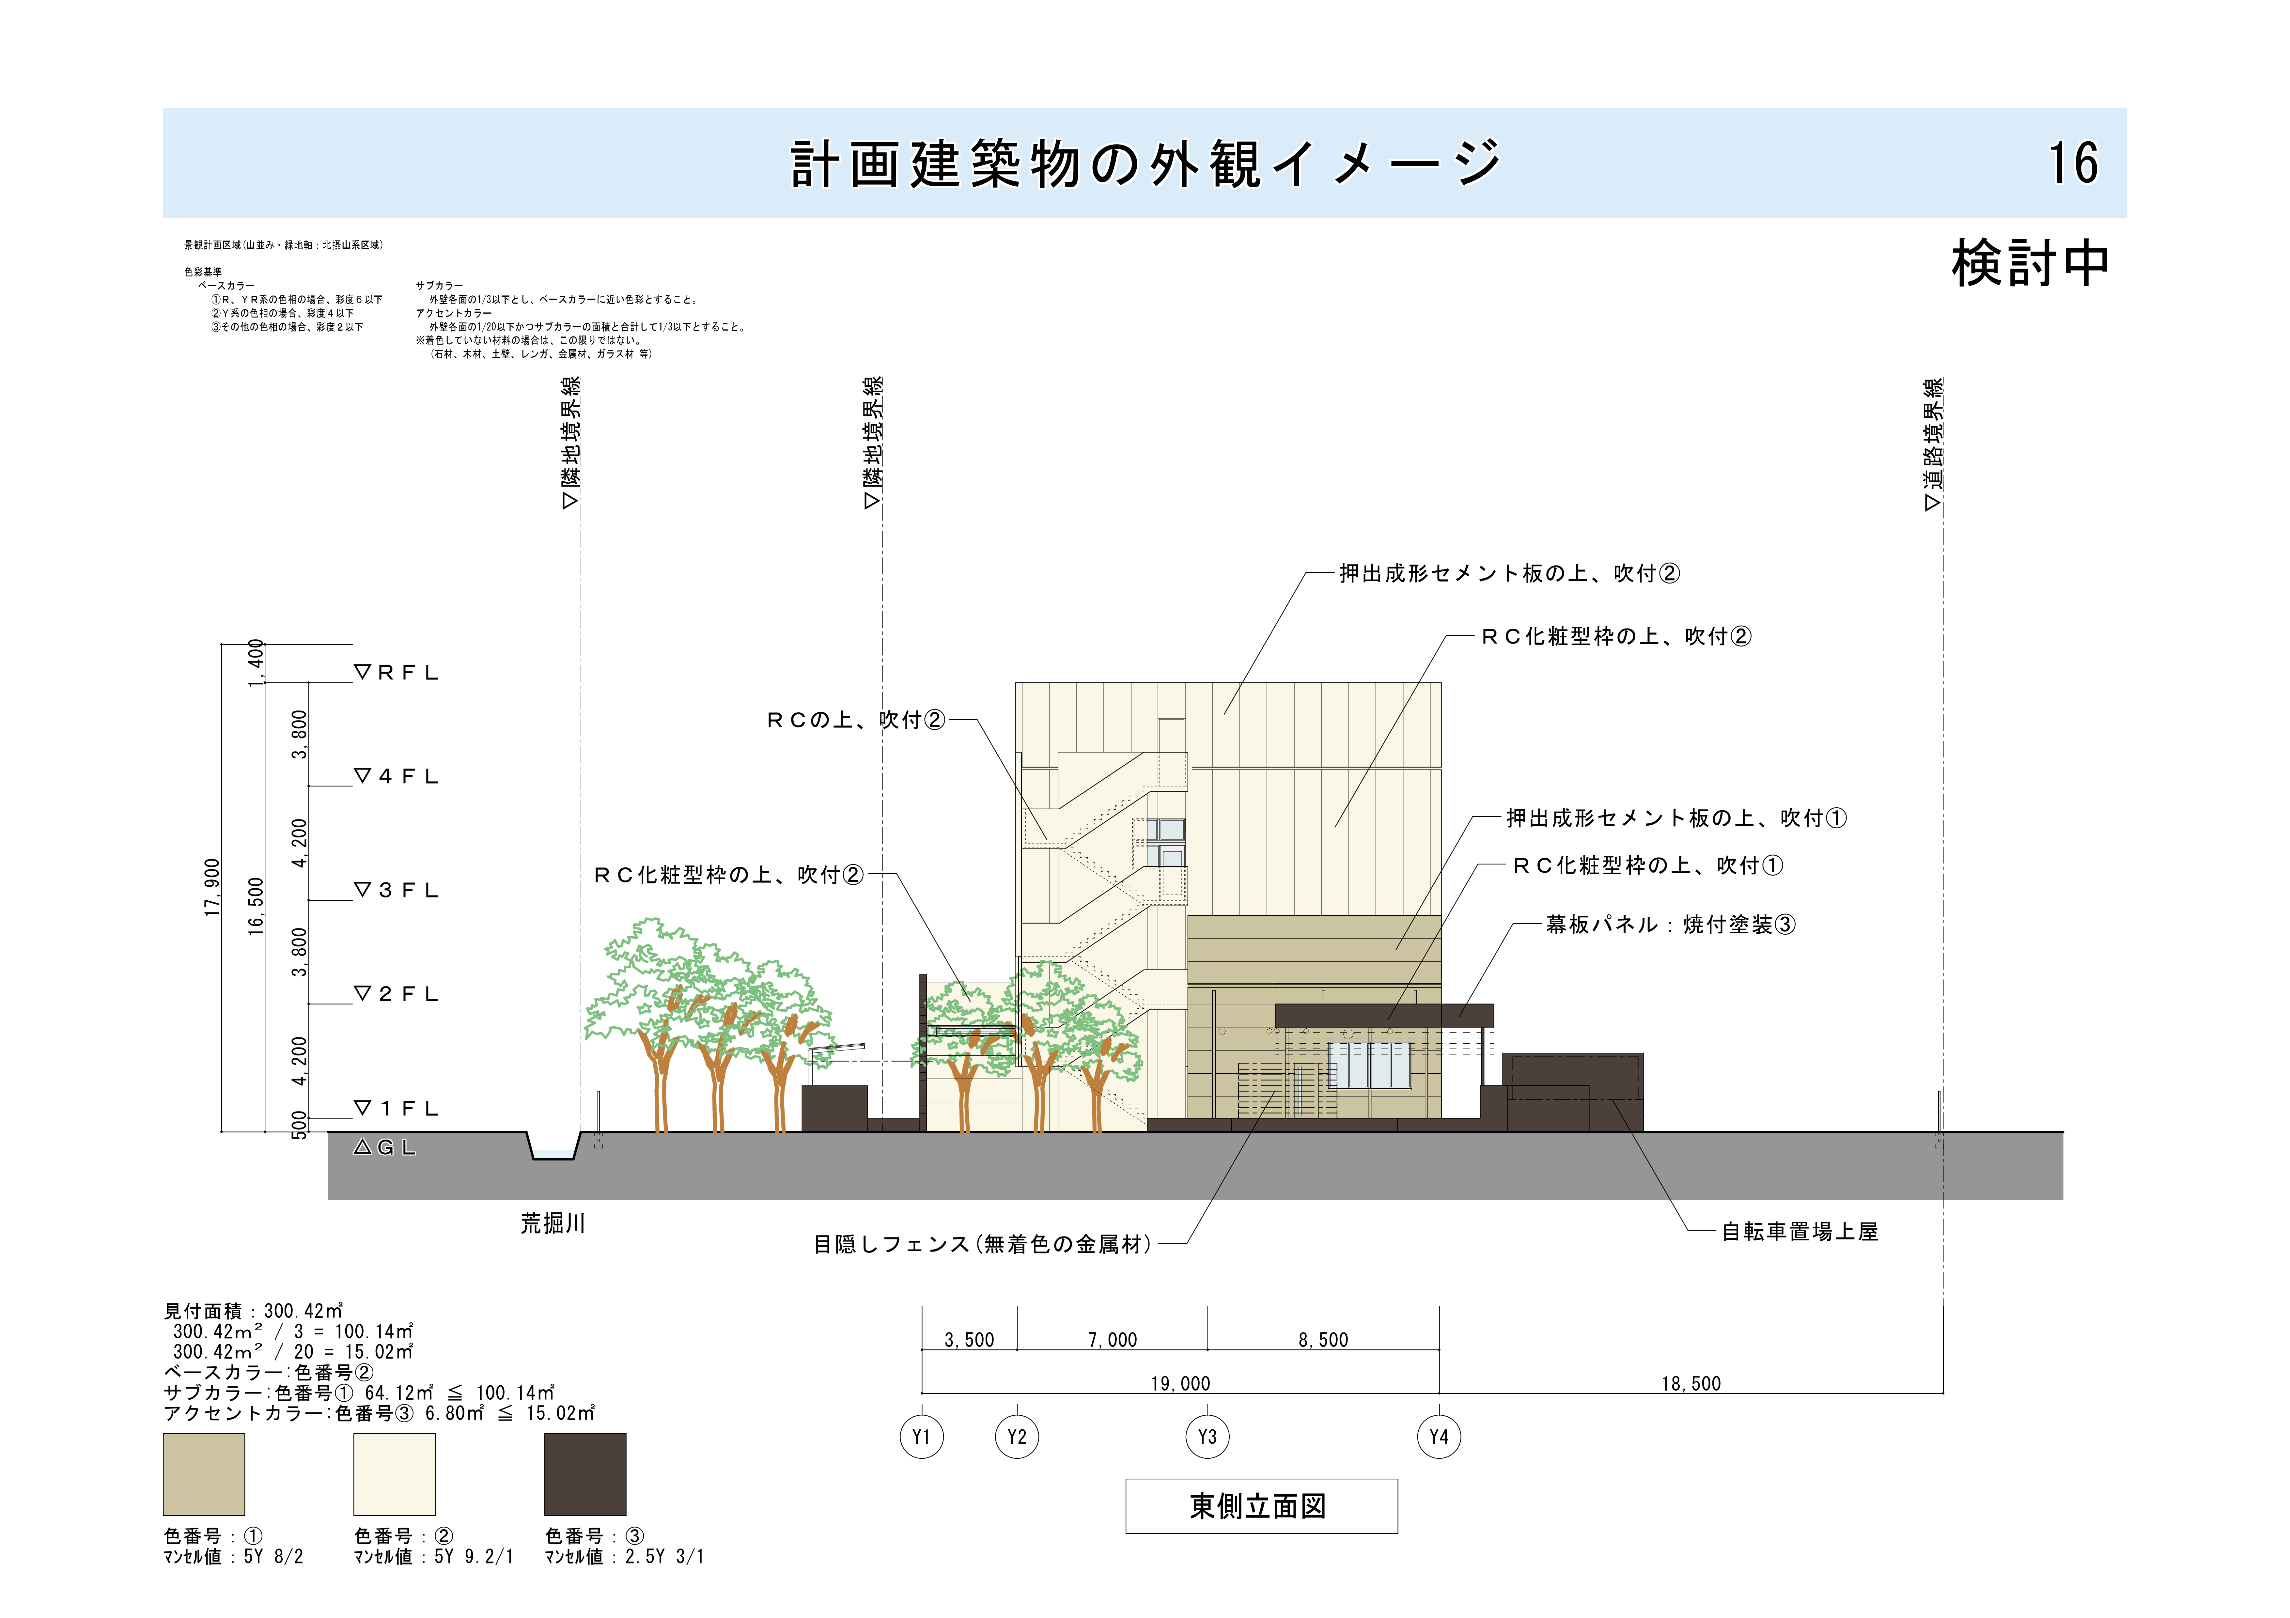 計画建築物の外観イメージ
16
検討中
景観計画区域(山並み・緑地軸：北摂山系区域)
色彩基準
ベースカラー
①Ｒ、ＹＲ系の色相の場合、彩度６以下
②Ｙ系の色相の場合、彩度４以下
③その他の色相の場合、彩度２以下
サブカラー
外壁各面の1/3以下とし、ベースカラーに近い色彩とすること。
アクセントカラー
外壁各面の1/20以下かつサブカラーの面積と合計して1/3以下とすること。
※着色していない材料の場合は、この限りではない。
（石材、木材、土壁、レンガ、金属材、ガラス材 等）
▽隣地境界線
▽隣地境界線
▽道路境界線
押出成形セメント板の上、吹付②
ＲＣ化粧型枠の上、吹付②
ＲＣの上、吹付②
押出成形セメント板の上、吹付①
ＲＣ化粧型枠の上、吹付①
ＲＣ化粧型枠の上、吹付②
幕板パネル：焼付塗装③
1,400
▽ＲＦＬ
3,800
▽４ＦＬ
4,200
17,900
16,500
▽３ＦＬ
3,800
▽２ＦＬ
4,200
▽１ＦＬ
500
△ＧＬ
荒掘川
目隠しフェンス(無着色の金属材)
自転車置場上屋
見付面積：300.42㎡
300.42m² / 3 = 100.14㎡
300.42m² / 20 = 15.02㎡
ベースカラー:色番号②
サブカラー:色番号① 64.12㎡ ≦ 100.14㎡
アクセントカラー:色番号③ 6.80㎡ ≦ 15.02㎡
3,500
7,000
8,500
19,000
18,500
Y1
Y2
Y3
Y4
東側立面図
色番号：①
ﾏﾝｾﾙ値：5Y 8/2
色番号：②
ﾏﾝｾﾙ値：5Y 9.2/1
色番号：③
ﾏﾝｾﾙ値：2.5Y 3/1